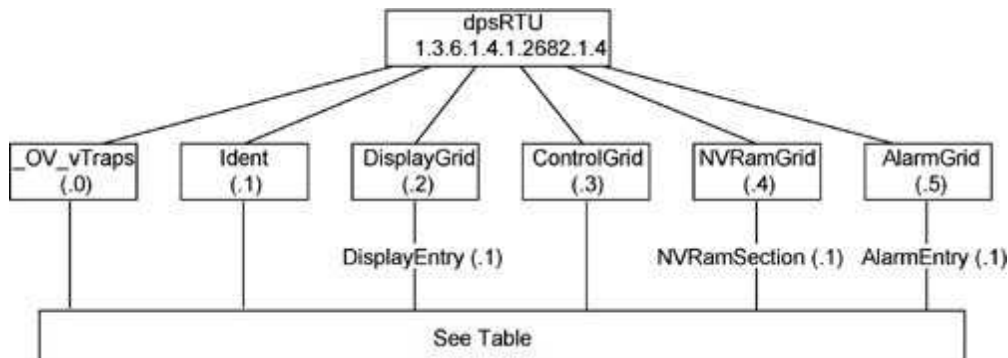 dpsRTU
1.3.6.1.4.1.2682.1.4
_OV_vTraps
(.0)
Ident
(.1)
DisplayGrid
(.2)
ControlGrid
(.3)
NVRamGrid
(.4)
AlarmGrid
(.5)
DisplayEntry (.1)
NVRamSection (.1)
AlarmEntry (.1)
See Table